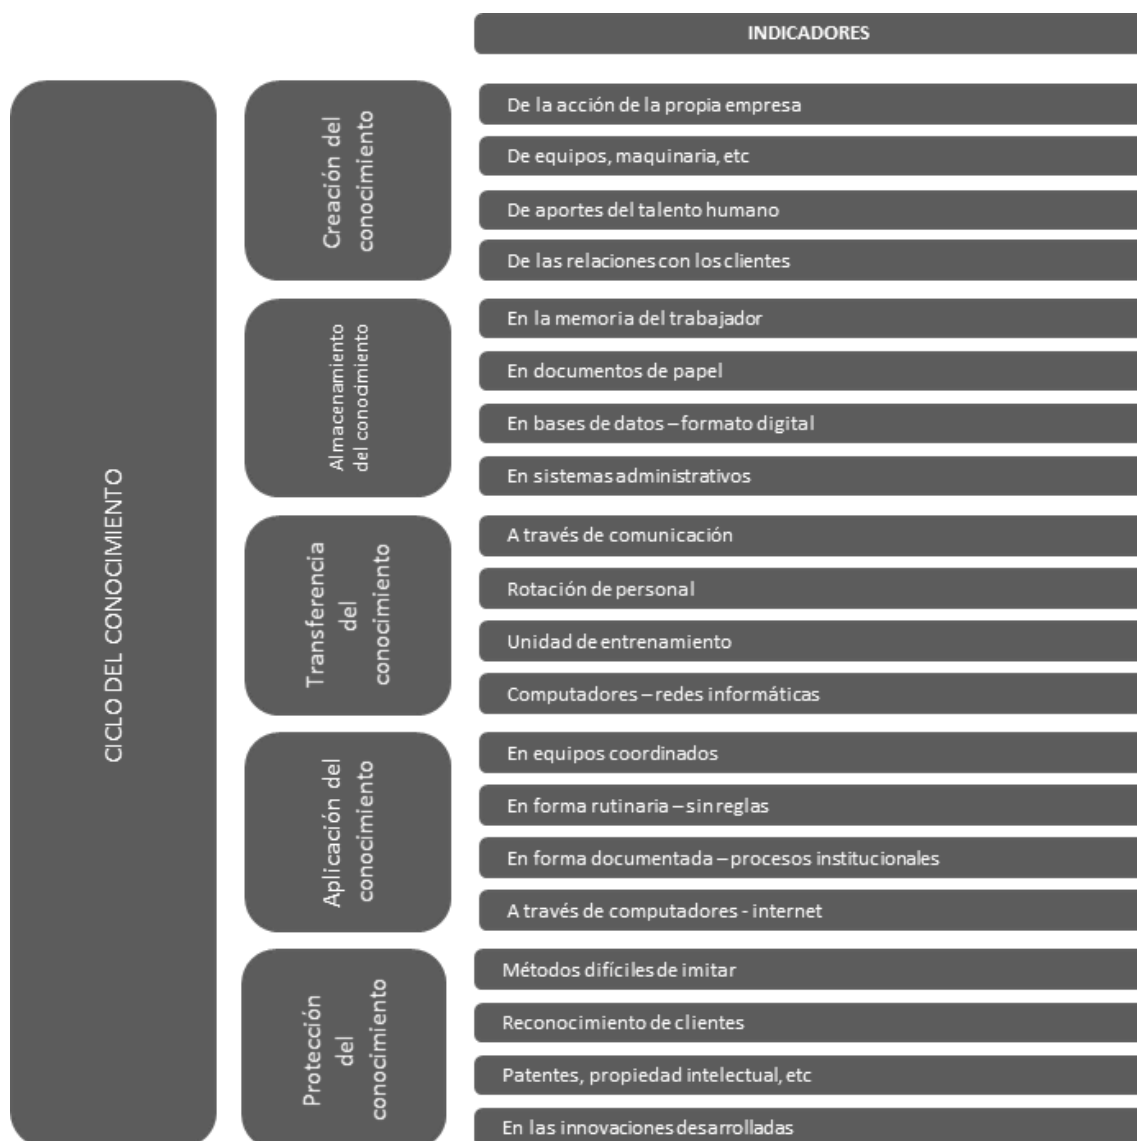 INDICADORES
CICLO DEL CONOCIMIENTO
Creación del
conocimiento
De la acción de la propia empresa
De equipos, maquinaria, etc
De aportes del talento humano
De las relaciones con los clientes
Almacenamiento
del conodmiento
En la memoria del trabajador
En documentos de papel
En bases de datos – formato digital
En sistemas administrativos
Transferencia
del
conocimiento
A través de comunicación
Rotación de personal
Unidad de entrenamiento
Computadores – redes informáticas
Aplicación del
conocimiento
En equipos coordinados
En forma rutinaria – sin reglas
En forma documentada – procesos institucionales
A través de computadores - internet
Protección
del
conocimiento
Métodos difíciles de imitar
Reconocimiento de clientes
Patentes, propiedad intelectual, etc
En las innovaciones desarrolladas